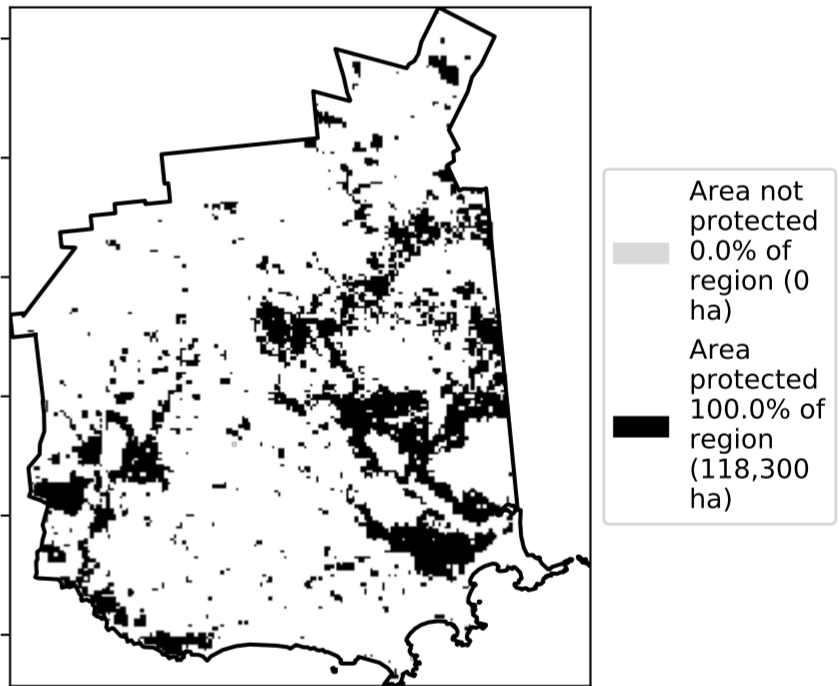 Area not
protected
0.0% of
region (0
ha)
Area
protected
100.0% of
region
(118,300
ha)